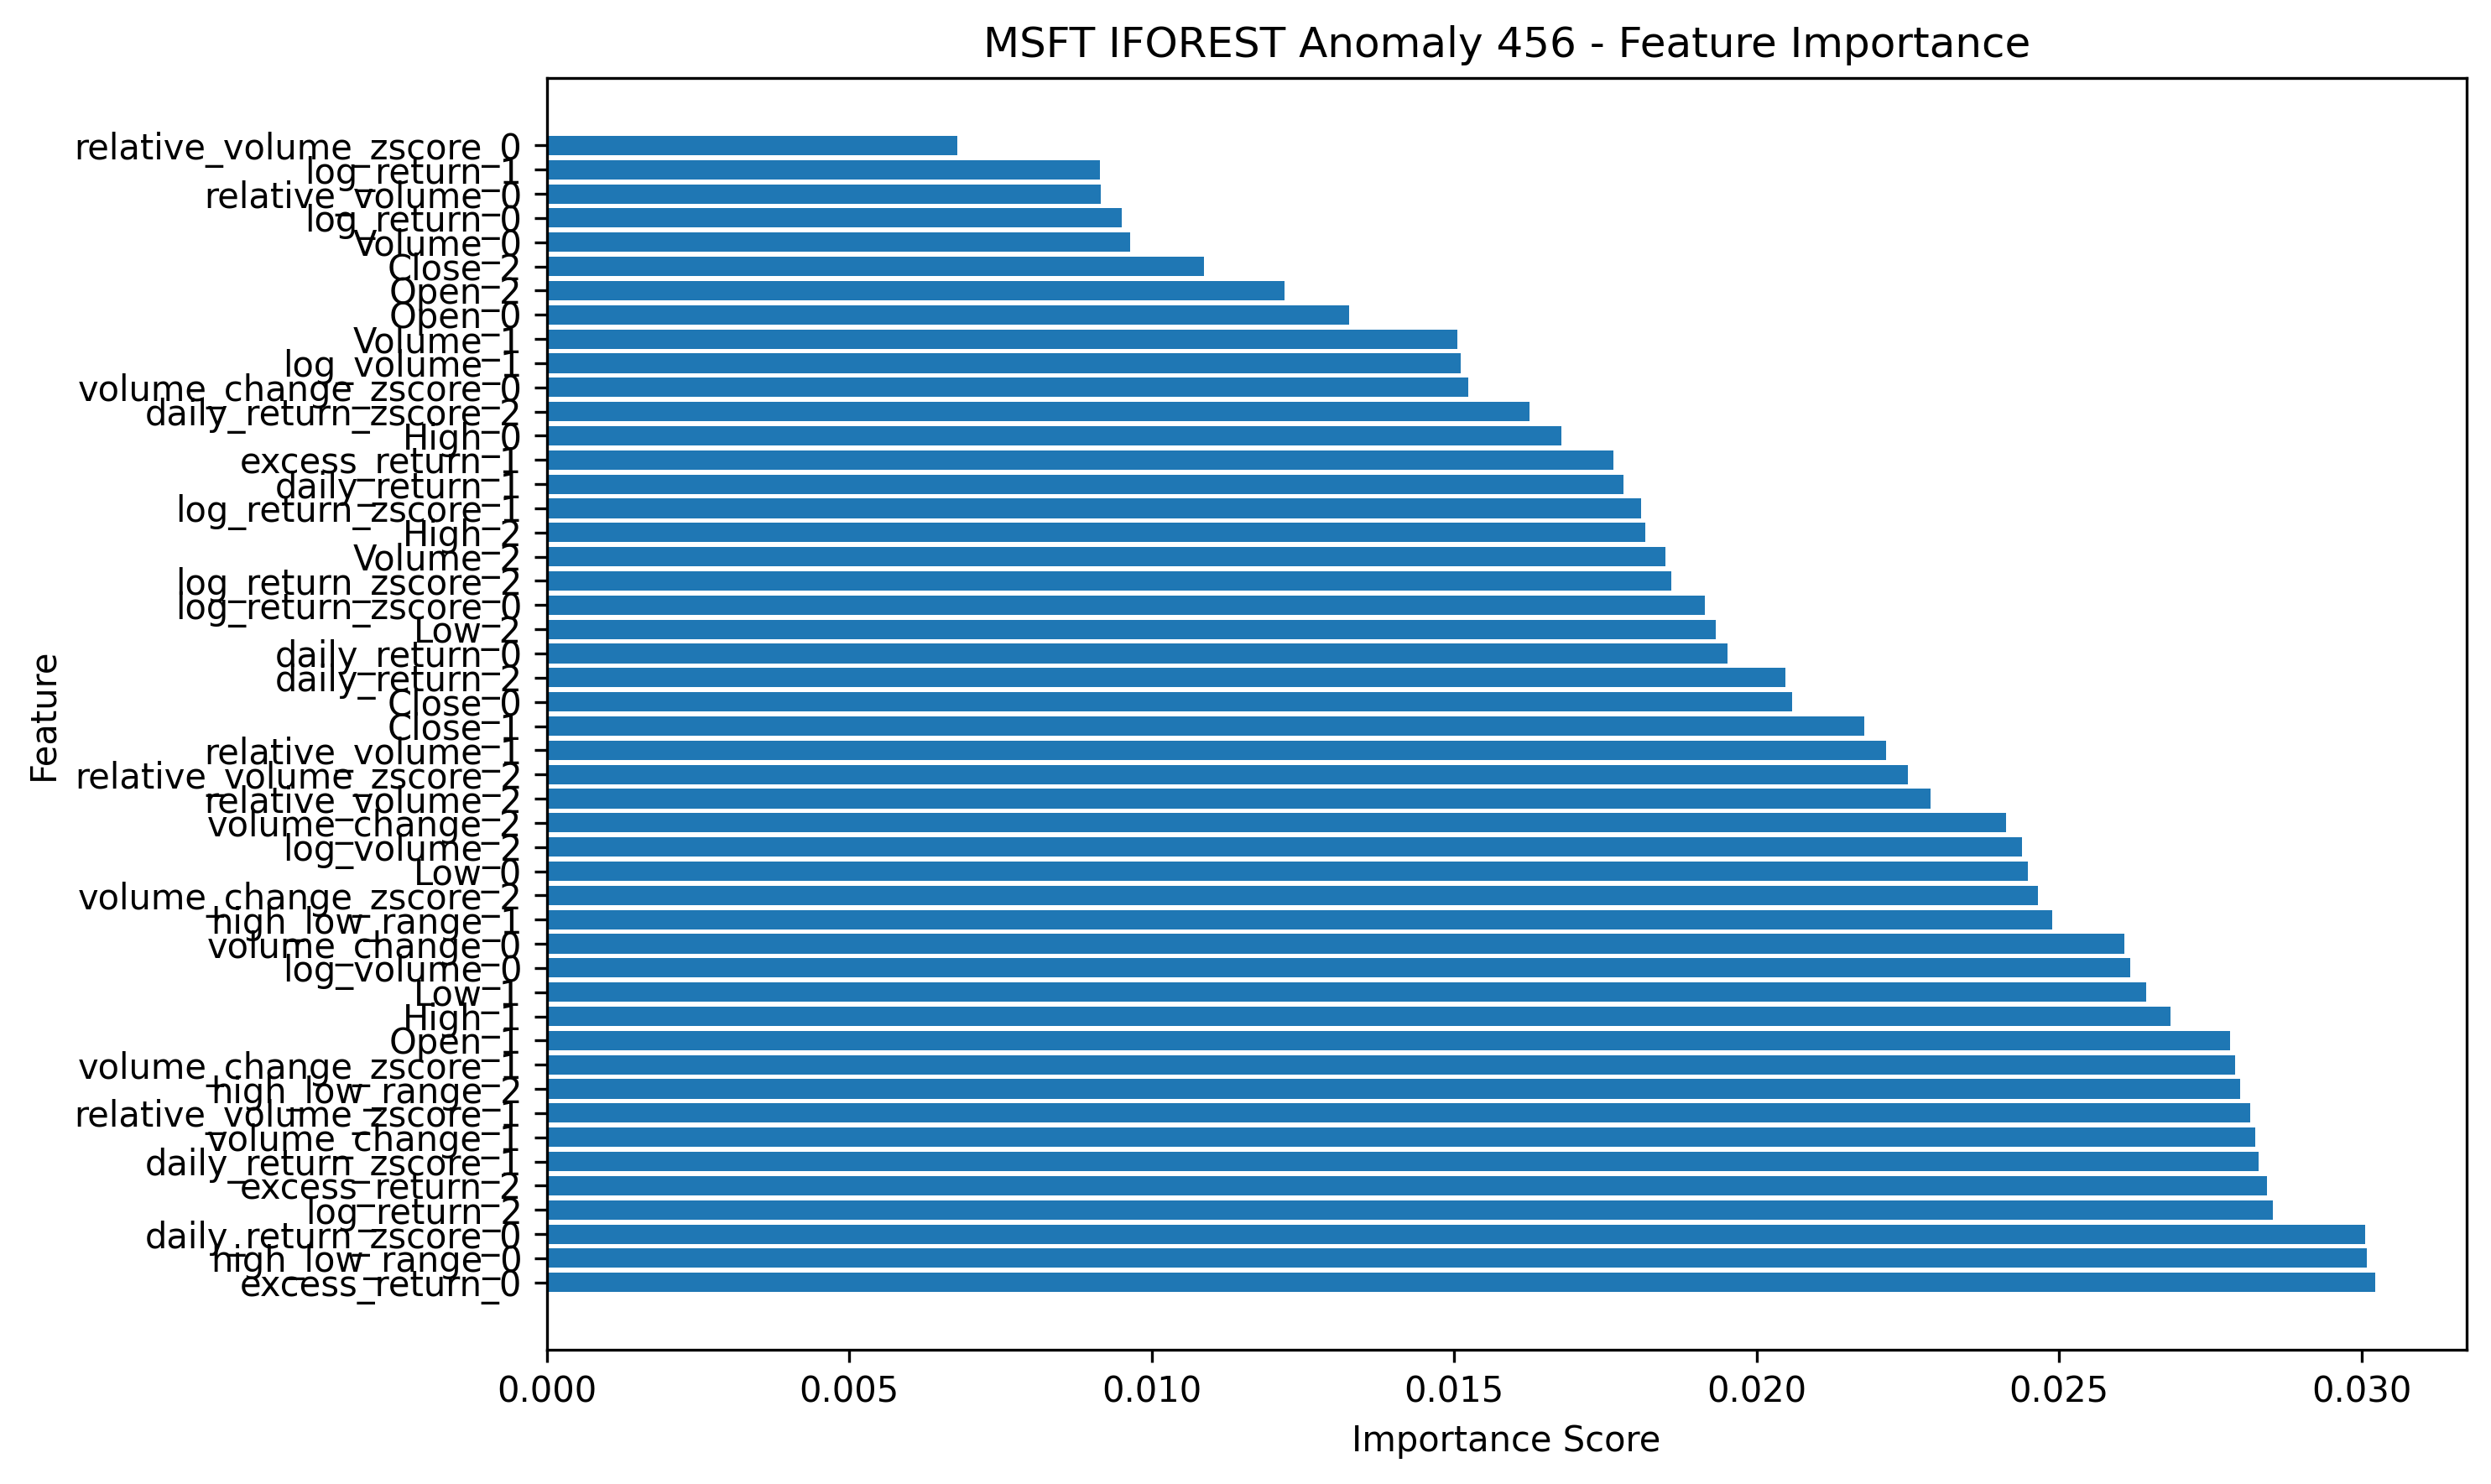 MSFT IFOREST Anomaly 456 - Feature Importance
relative_volume_zscore_0
log_return_1
relative_volume_0
log_return_0
Volume_0
Close_2
Open_2
Open_0
Volume_1
log_volume_1
volume_change_zscore_0
daily_return_zscore_2
High_0
excess_return_1
daily_return_1
log_return_zscore_1
High_2
Volume_2
log_return_zscore_2
log_return_zscore_0
Low_2
daily_return_0
daily_return_2
Close_0
Close_1
relative_volume_1
relative_volume_zscore_2
relative_volume_2
volume_change_2
log_volume_2
Low_0
volume_change_zscore_2
high_low_range_1
volume_change_0
log_volume_0
Low_1
High_1
Open_1
volume_change_zscore_1
high_low_range_2
relative_volume_zscore_1
volume_change_1
daily_return_zscore_1
excess_return_2
log_return_2
daily_return_zscore_0
high_low_range_0
excess_return_0
Feature
0.000 0.005 0.010 0.015 0.020 0.025 0.030
Importance Score